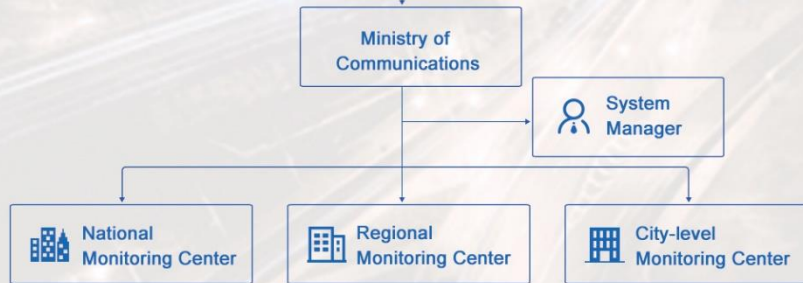 Ministry of
Communications
System
Manager
National
Monitoring Center
Regional
Monitoring Center
City-level
Monitoring Center